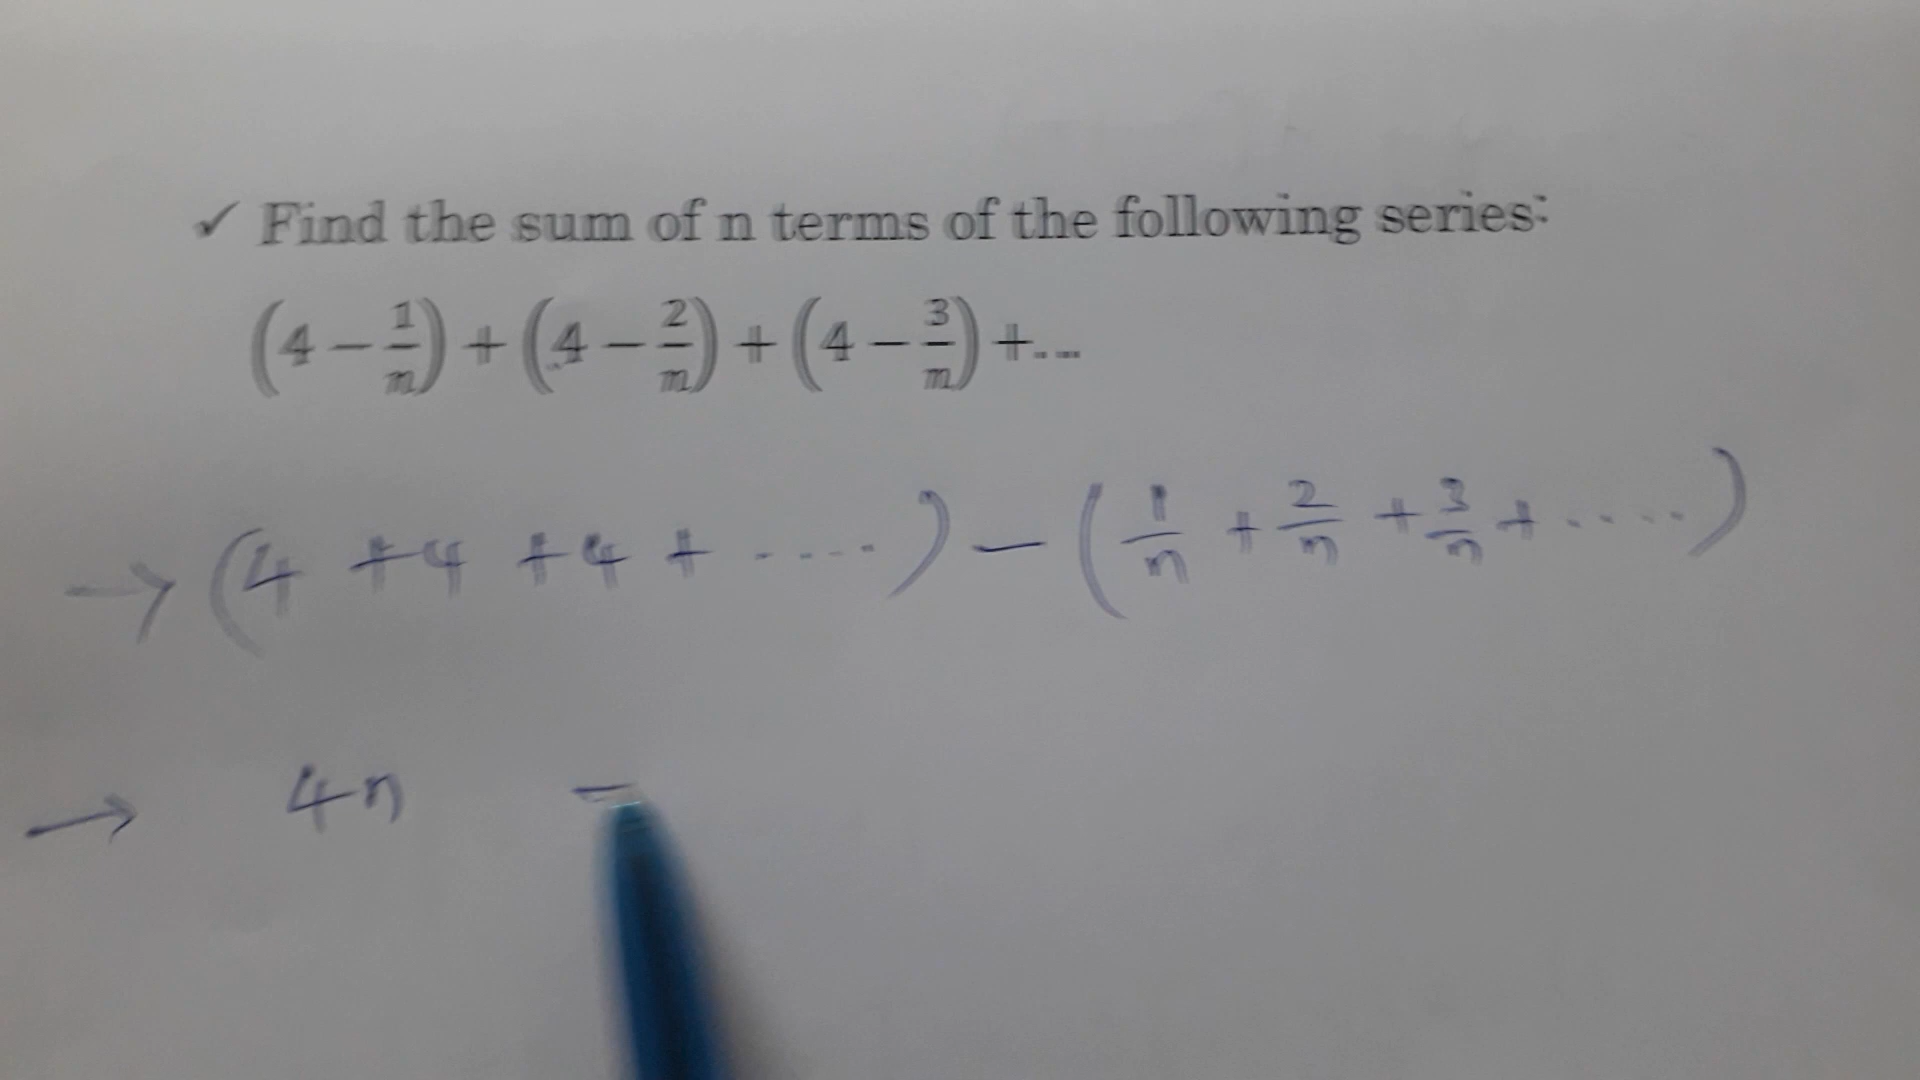 ✓ Find the sum of n terms of the following series:
(4 − 1/m) + (4 − 2/m) + (4 − 3/m) + ....
→ (4 + 4 + 4 + .....) − (1/n + 2/n + 3/n + .....)
→ 4n −